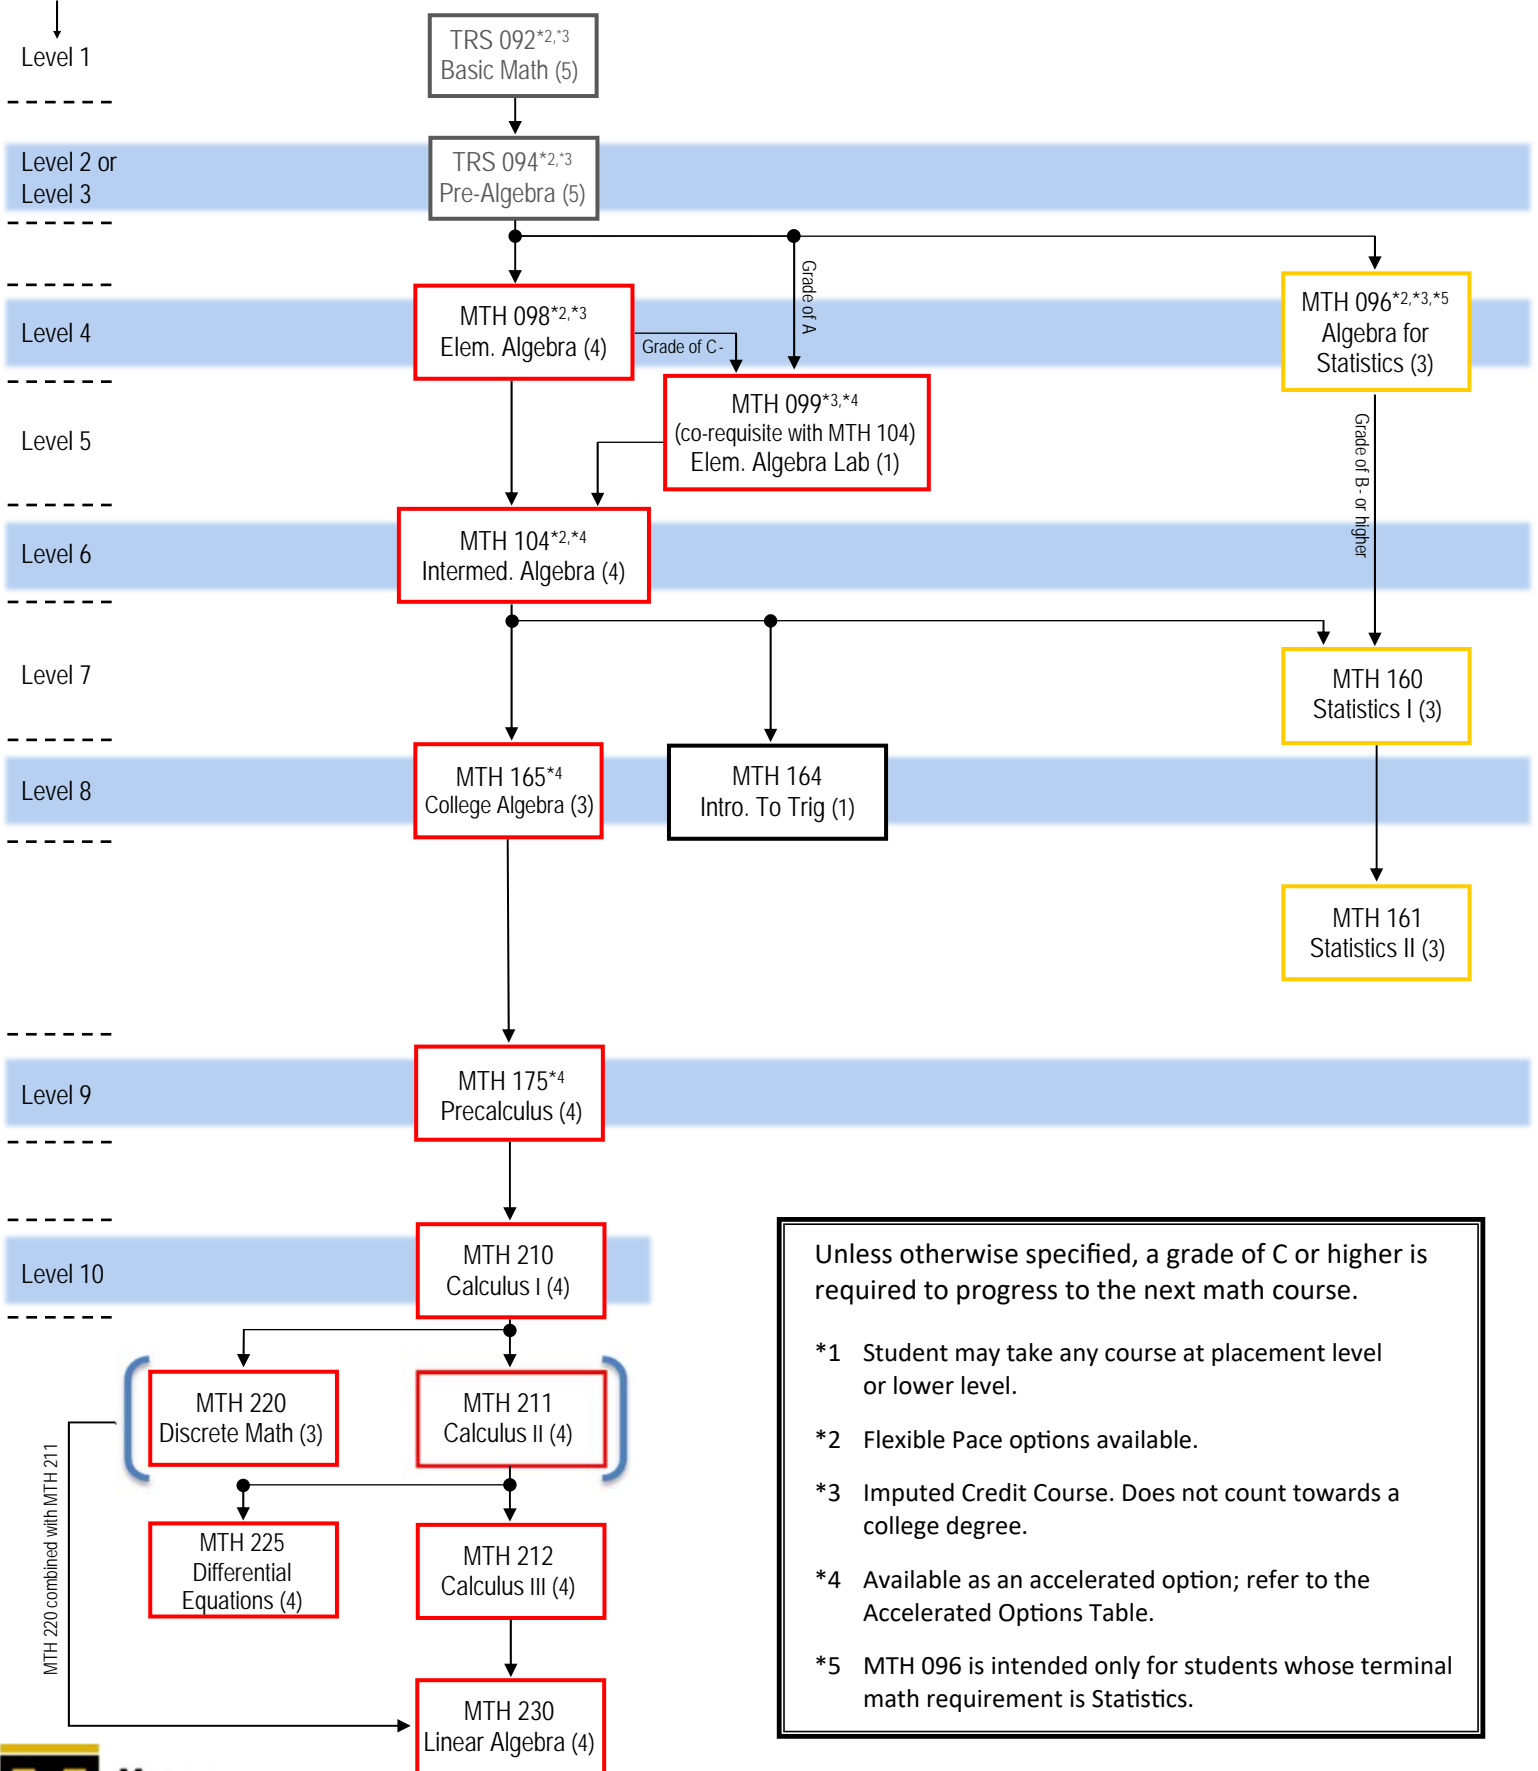 Level 1
TRS 092*2,*3
Basic Math (5)
Level 2 or
Level 3
TRS 094*2,*3
Pre-Algebra (5)
Grade of A
Level 4
MTH 098*2,*3
Elem. Algebra (4)
Grade of C-
MTH 096*2,*3,*5
Algebra for
Statistics (3)
Level 5
MTH 099*3,*4
(co-requisite with MTH 104)
Elem. Algebra Lab (1)
Grade of B- or higher
Level 6
MTH 104*2,*4
Intermed. Algebra (4)
Level 7
MTH 160
Statistics I (3)
Level 8
MTH 165*4
College Algebra (3)
MTH 164
Intro. To Trig (1)
MTH 161
Statistics II (3)
Level 9
MTH 175*4
Precalculus (4)
Level 10
MTH 210
Calculus I (4)
MTH 220
Discrete Math (3)
MTH 211
Calculus II (4)
MTH 220 combined with MTH 211
MTH 225
Differential
Equations (4)
MTH 212
Calculus III (4)
MTH 230
Linear Algebra (4)
Unless otherwise specified, a grade of C or higher is
required to progress to the next math course.
*1 Student may take any course at placement level
or lower level.
*2 Flexible Pace options available.
*3 Imputed Credit Course. Does not count towards a
college degree.
*4 Available as an accelerated option; refer to the
Accelerated Options Table.
*5 MTH 096 is intended only for students whose terminal
math requirement is Statistics.